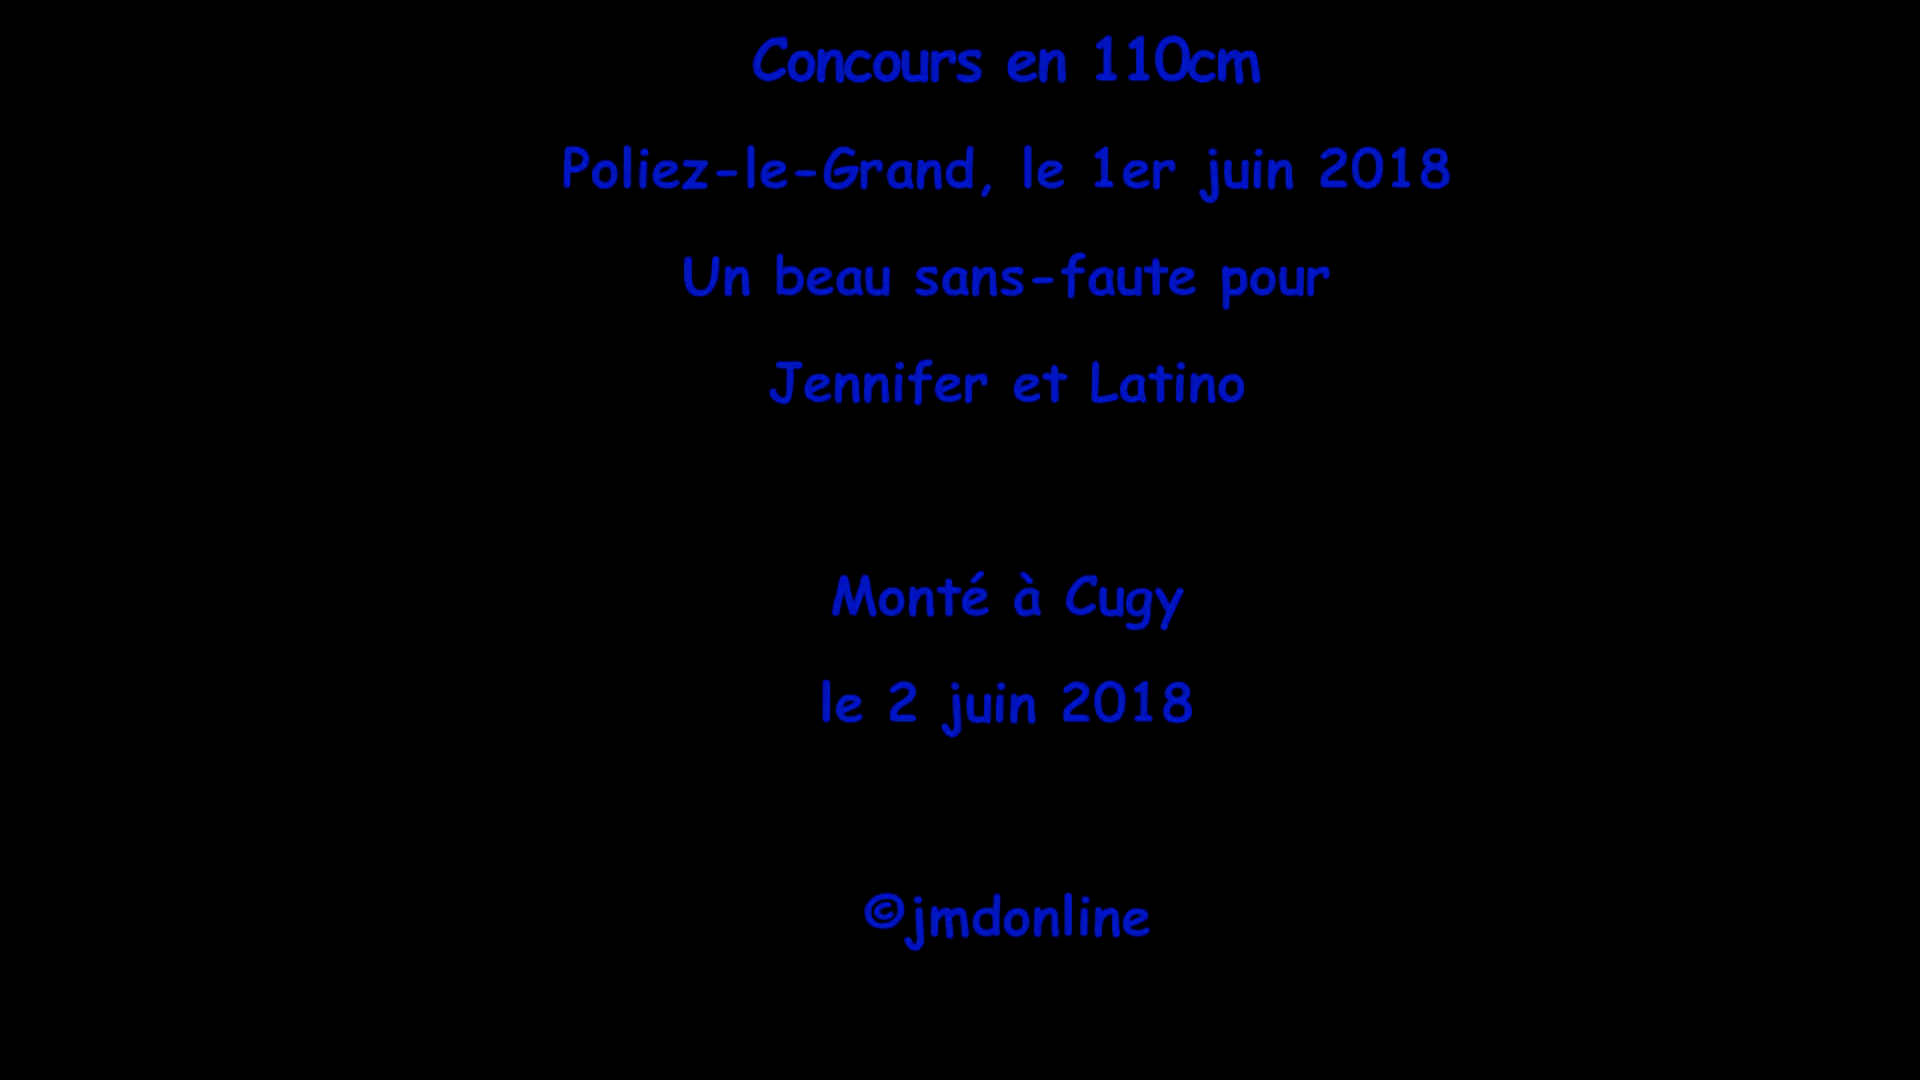 Concours en 110cm
Poliez-le-Grand, le 1er juin 2018
Un beau sans-faute pour
Jennifer et Latino
Monté à Cugy
le 2 juin 2018
©jmdonline